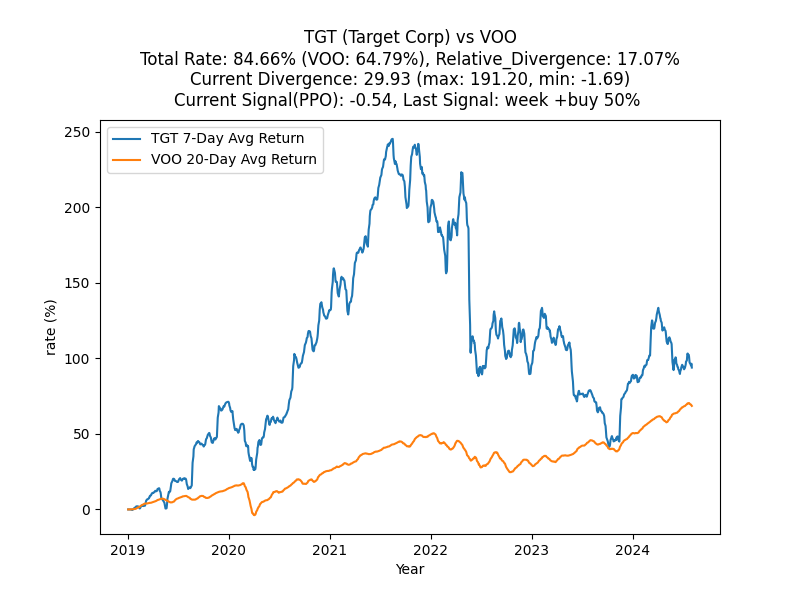 TGT (Target Corp) vs VOO
Total Rate: 84.66% (VOO: 64.79%), Relative_Divergence: 17.07%
Current Divergence: 29.93 (max: 191.20, min: -1.69)
Current Signal(PPO): -0.54, Last Signal: week +buy 50%
TGT 7-Day Avg Return
VOO 20-Day Avg Return
rate (%)
250
200
150
100
50
0
2019 2020 2021 2022 2023 2024
Year